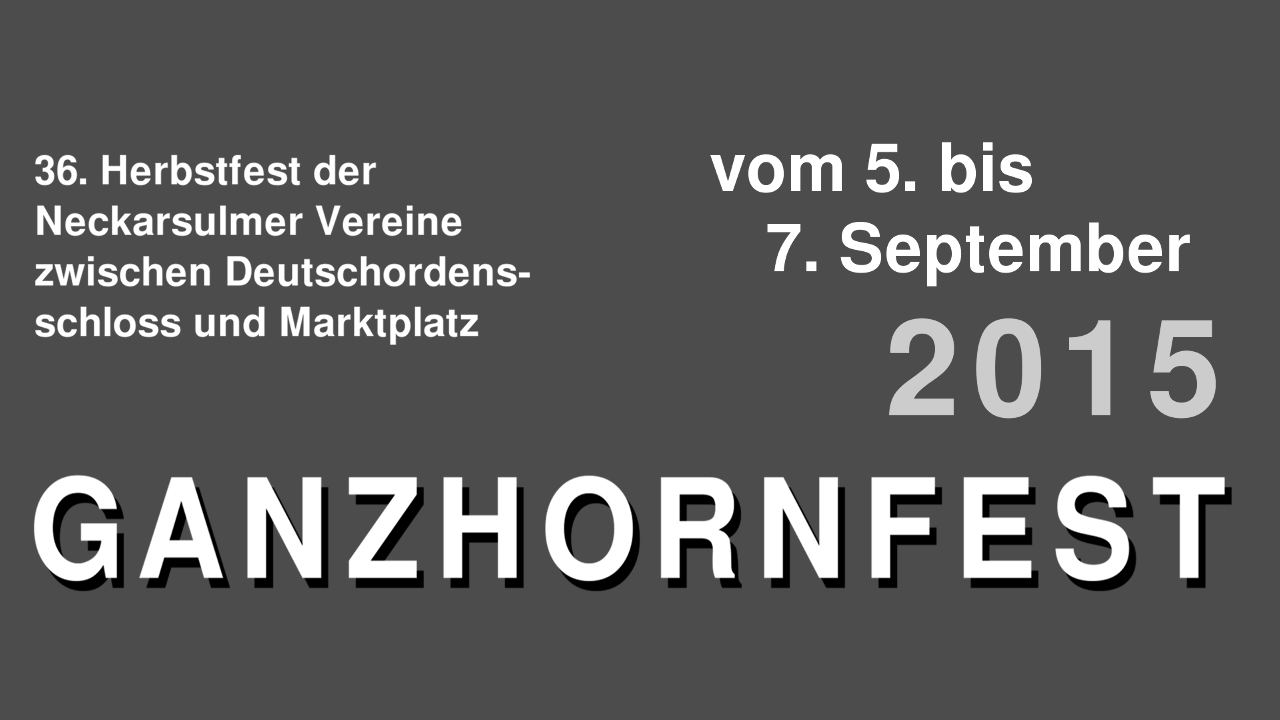 36. Herbstfest der
Neckarsulmer Vereine
zwischen Deutschordens-
schloss und Marktplatz
vom 5. bis
7. September
2015
GANZHORNFEST